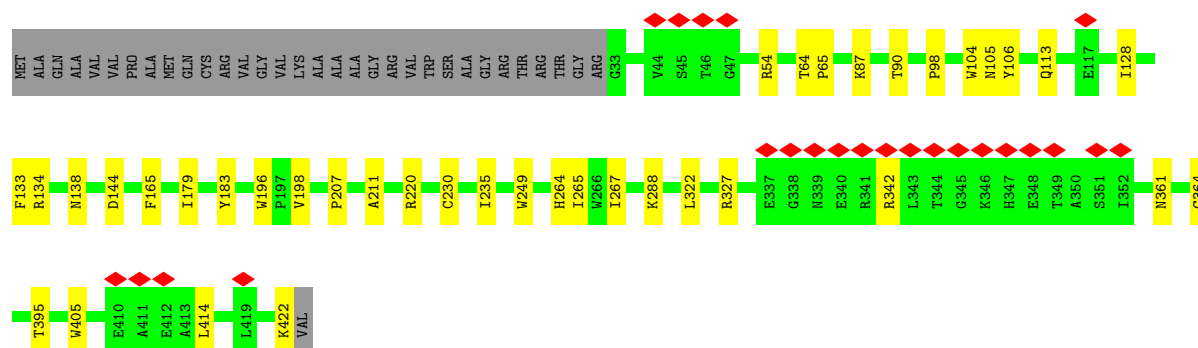 MET ALA GLN ALA VAL VAL PRO ALA MET GLN CYS ARG VAL GLY VAL LYS ALA ALA ALA GLY ARG VAL TRP SER ALA GLY ARG THR ARG THR GLY ARG G33 V44 S45 T46 G47 R54 T64 P65 K87 T90 P98 W104 N105 Y106 Q113 E117 I128
F133 R134 N138 D144 F165 I179 Y183 W196 P197 V198 P207 A211 R220 C230 I235 W249 H264 I265 W266 I267 K288 L322 R327 E337 G338 N339 E340 R341 R342 L343 T344 G345 K346 H347 E348 T349 A350 S351 I352 N361
T395 W405 E410 A411 E412 A413 L414 L419 K422 VAL